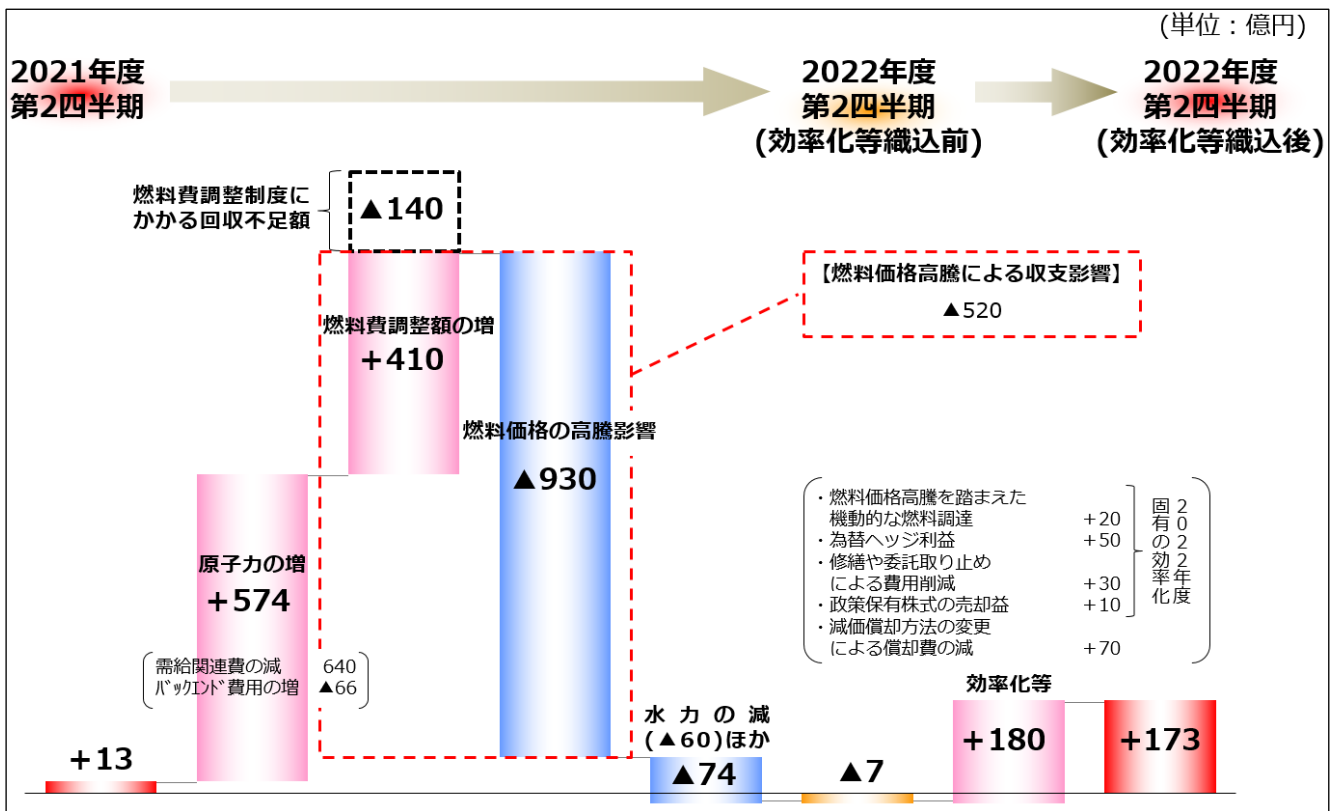 (単位：億円)
2021年度
第2四半期
2022年度
第2四半期
(効率化等織込前)
2022年度
第2四半期
(効率化等織込後)
燃料費調整制度に
かかる回収不足額
▲140
【燃料価格高騰による収支影響】
▲520
燃料費調整額の増
+410
燃料価格の高騰影響
▲930
原子力の増
+574
需給関連費の減 640
ﾊﾞｯｸｴﾝﾄﾞ費用の増 ▲66
・燃料価格高騰を踏まえた
機動的な燃料調達 +20
・為替ヘッジ利益 +50
・修繕や委託取り止め
による費用削減 +30
・政策保有株式の売却益 +10
・減価償却方法の変更
による償却費の減 +70
2022年度
固有の効率化
+13
水力の減
(▲60)ほか
▲74
▲7
効率化等
+180
+173